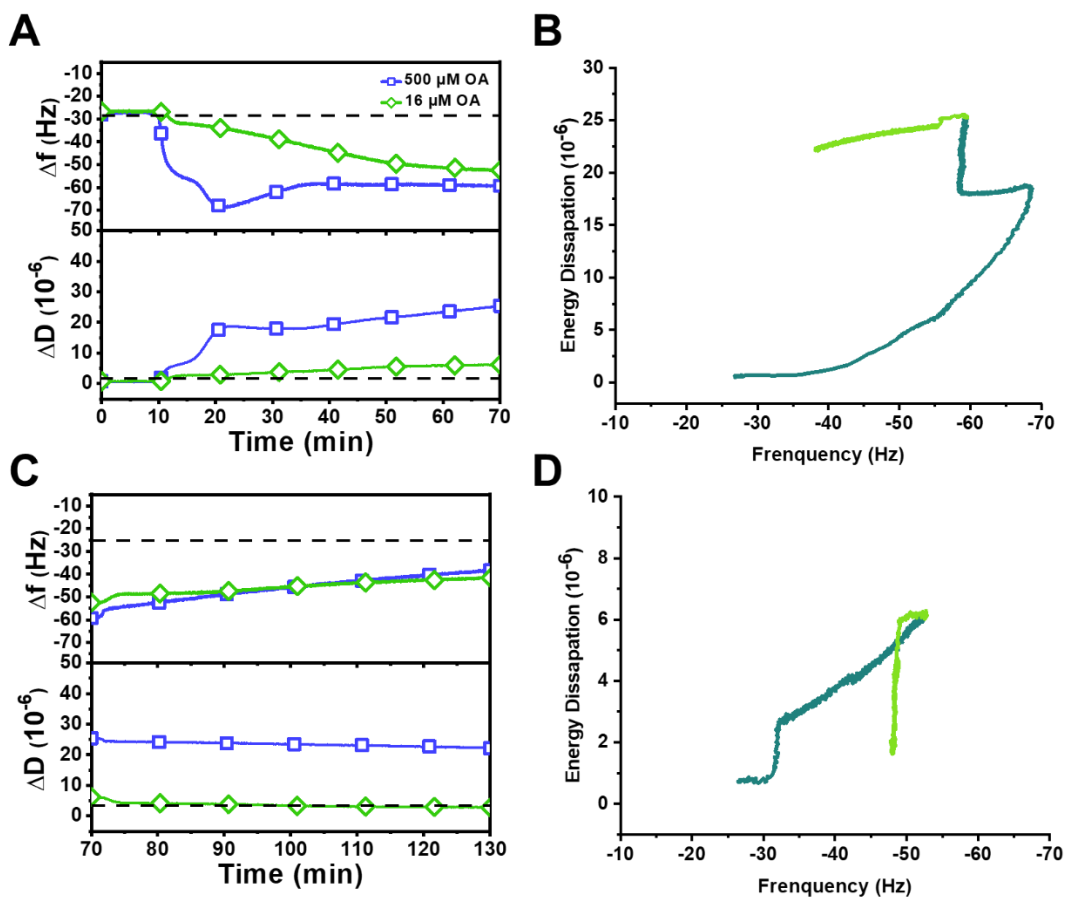 A
500 µM OA
16 µM OA
Δf (Hz)
-10
-20
-30
-40
-50
-60
-70
50
40
30
20
10
0
ΔD (10-6)
0 10 20 30 40 50 60 70
Time (min)
B
Energy Dissapation (10-6)
30
25
20
15
10
5
0
-10 -20 -30 -40 -50 -60 -70
Frenquency (Hz)
C
Δf (Hz)
-10
-20
-30
-40
-50
-60
-70
50
40
30
20
10
0
ΔD (10-6)
70 80 90 100 110 120 130
Time (min)
D
Energy Dissapation (10-6)
10
8
6
4
2
0
-10 -20 -30 -40 -50 -60 -70
Frenquency (Hz)